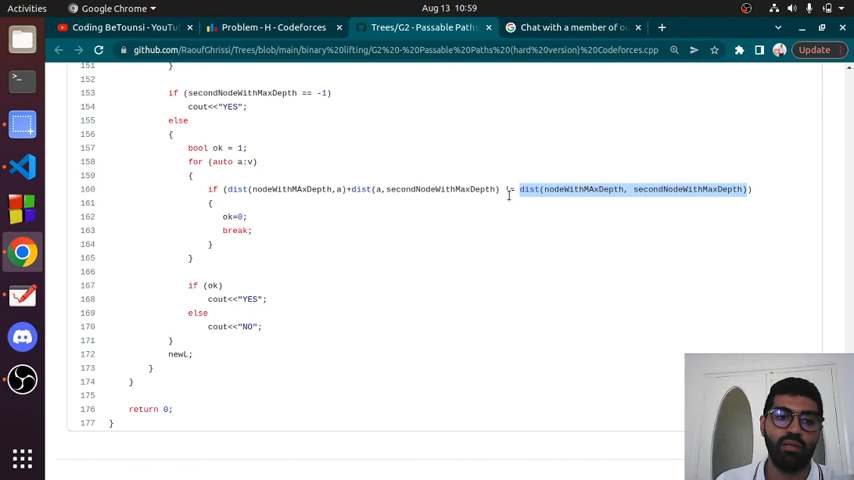 Activities
Google Chrome
Aug 13 10:59
Coding BeTounsi - YouTu
Problem - H - Codeforces
Trees/G2 - Passable Path
Chat with a member of ou
github.com/RaoufGhrissi/Trees/blob/main/binary%20lifting/G2%20-%20Passable%20Paths%20(hard%20version)%20Codeforces.cpp
Update
151 }
152
153 if (secondNodeWithMaxDepth == -1)
154 cout<<"YES";
155 else
156 {
157 bool ok = 1;
158 for (auto a:v)
159 {
160 if (dist(nodeWithMAxDepth,a)+dist(a,secondNodeWithMaxDepth) != dist(nodeWithMAxDepth, secondNodeWithMaxDepth))
161 {
162 ok=0;
163 break;
164 }
165 }
166
167 if (ok)
168 cout<<"YES";
169 else
170 cout<<"NO";
171 }
172 newL;
173 }
174 }
175
176 return 0;
177 }